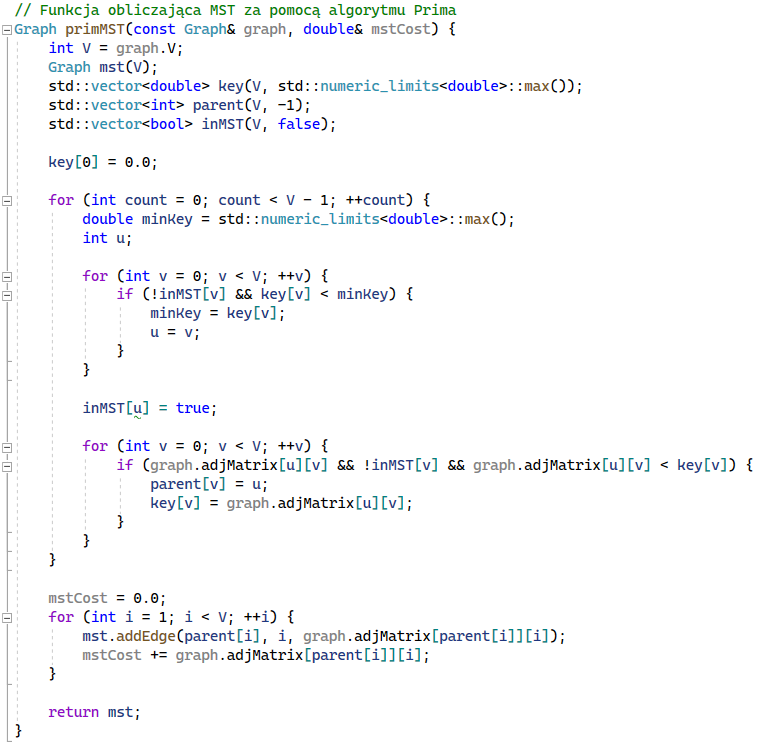 // Funkcja obliczająca MST za pomocą algorytmu Prima
Graph primMST(const Graph& graph, double& mstCost) {
    int V = graph.V;
    Graph mst(V);
    std::vector<double> key(V, std::numeric_limits<double>::max());
    std::vector<int> parent(V, -1);
    std::vector<bool> inMST(V, false);

    key[0] = 0.0;

    for (int count = 0; count < V - 1; ++count) {
        double minKey = std::numeric_limits<double>::max();
        int u;

        for (int v = 0; v < V; ++v) {
            if (!inMST[v] && key[v] < minKey) {
                minKey = key[v];
                u = v;
            }
        }

        inMST[u] = true;

        for (int v = 0; v < V; ++v) {
            if (graph.adjMatrix[u][v] && !inMST[v] && graph.adjMatrix[u][v] < key[v]) {
                parent[v] = u;
                key[v] = graph.adjMatrix[u][v];
            }
        }
    }

    mstCost = 0.0;
    for (int i = 1; i < V; ++i) {
        mst.addEdge(parent[i], i, graph.adjMatrix[parent[i]][i]);
        mstCost += graph.adjMatrix[parent[i]][i];
    }

    return mst;
}